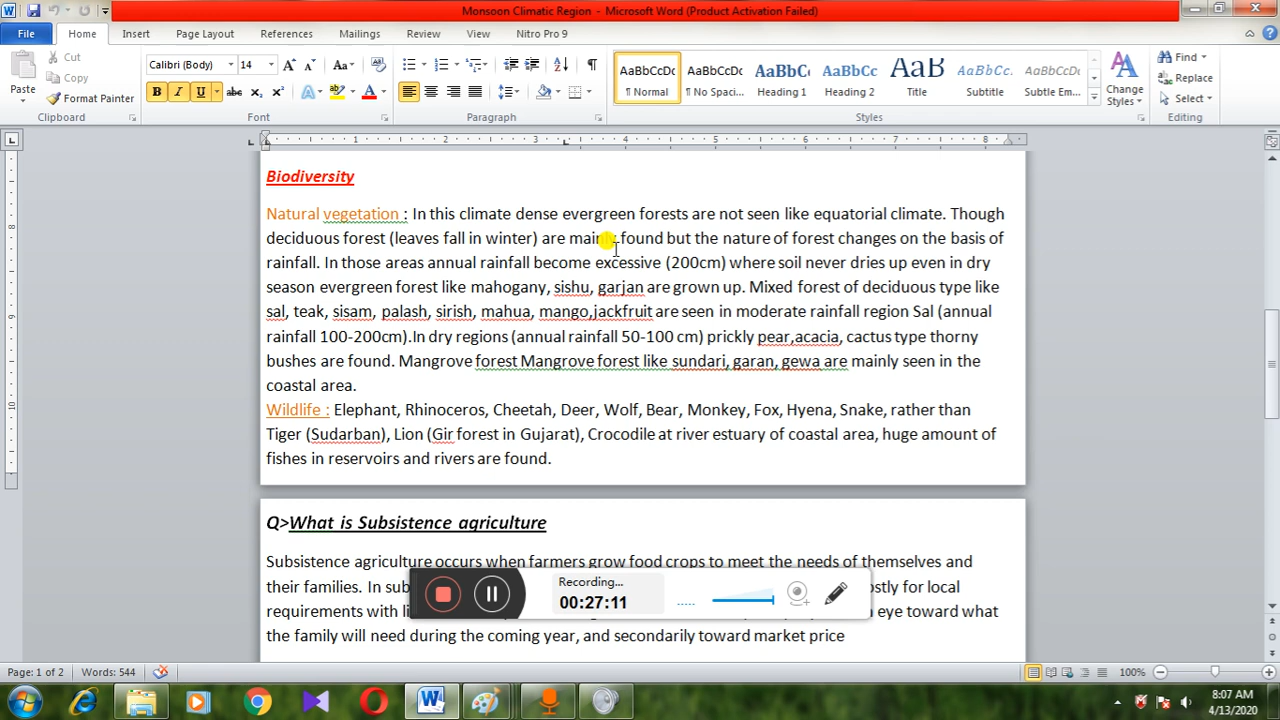 Monsoon Climatic Region - Microsoft Word (Product Activation Failed)
File Home Insert Page Layout References Mailings Review View Nitro Pro 9
Paste
Cut
Copy
Format Painter
Clipboard
Calibri (Body) 14
B I U abc
Font
Paragraph
AaBbCcDc AaBbCcDc AaBbCc AaBbCc AaB AaBbCcL AaBbCcDc
¶ Normal ¶ No Spaci... Heading 1 Heading 2 Title Subtitle Subtle Em...
Styles
Change Styles
Find
Replace
Select
Editing
1 2 3 4 5 6 7 8
Biodiversity
Natural vegetation : In this climate dense evergreen forests are not seen like equatorial climate. Though
deciduous forest (leaves fall in winter) are mainly found but the nature of forest changes on the basis of
rainfall. In those areas annual rainfall become excessive (200cm) where soil never dries up even in dry
season evergreen forest like mahogany, sishu, garjan are grown up. Mixed forest of deciduous type like
sal, teak, sisam, palash, sirish, mahua, mango,jackfruit are seen in moderate rainfall region Sal (annual
rainfall 100-200cm).In dry regions (annual rainfall 50-100 cm) prickly pear,acacia, cactus type thorny
bushes are found. Mangrove forest Mangrove forest like sundari, garan, gewa are mainly seen in the
coastal area.
Wildlife : Elephant, Rhinoceros, Cheetah, Deer, Wolf, Bear, Monkey, Fox, Hyena, Snake, rather than
Tiger (Sudarban), Lion (Gir forest in Gujarat), Crocodile at river estuary of coastal area, huge amount of
fishes in reservoirs and rivers are found.
Q>What is Subsistence agriculture
Subsistence agriculture occurs when farmers grow food crops to meet the needs of themselves and
their families. In sub
requirements with
eye toward what
the family will need during the coming year, and secondarily toward market price
Recording...
00:27:11
Page: 1 of 2 Words: 544
100%
8:07 AM
4/13/2020